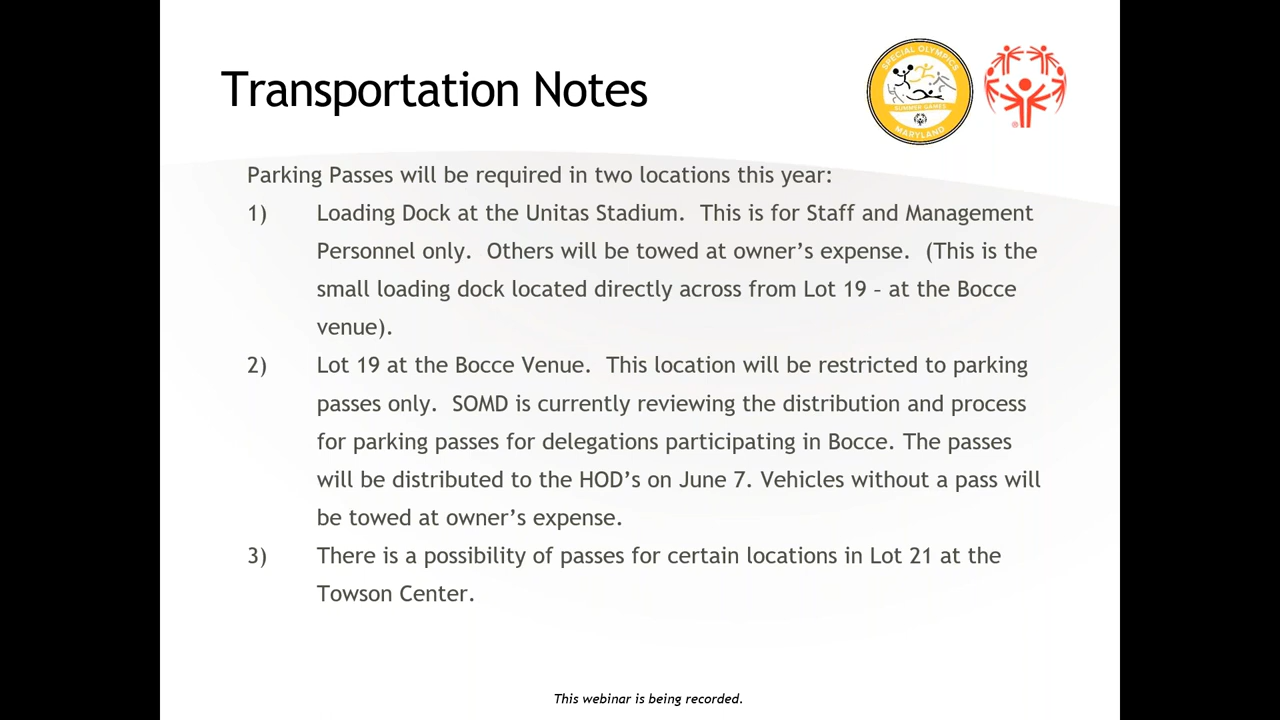 Transportation Notes
SPECIAL OLYMPICS
SUMMER GAMES
MARYLAND
®
Parking Passes will be required in two locations this year:
1) Loading Dock at the Unitas Stadium. This is for Staff and Management
Personnel only. Others will be towed at owner’s expense. (This is the
small loading dock located directly across from Lot 19 – at the Bocce
venue).
2) Lot 19 at the Bocce Venue. This location will be restricted to parking
passes only. SOMD is currently reviewing the distribution and process
for parking passes for delegations participating in Bocce. The passes
will be distributed to the HOD’s on June 7. Vehicles without a pass will
be towed at owner’s expense.
3) There is a possibility of passes for certain locations in Lot 21 at the
Towson Center.
This webinar is being recorded.